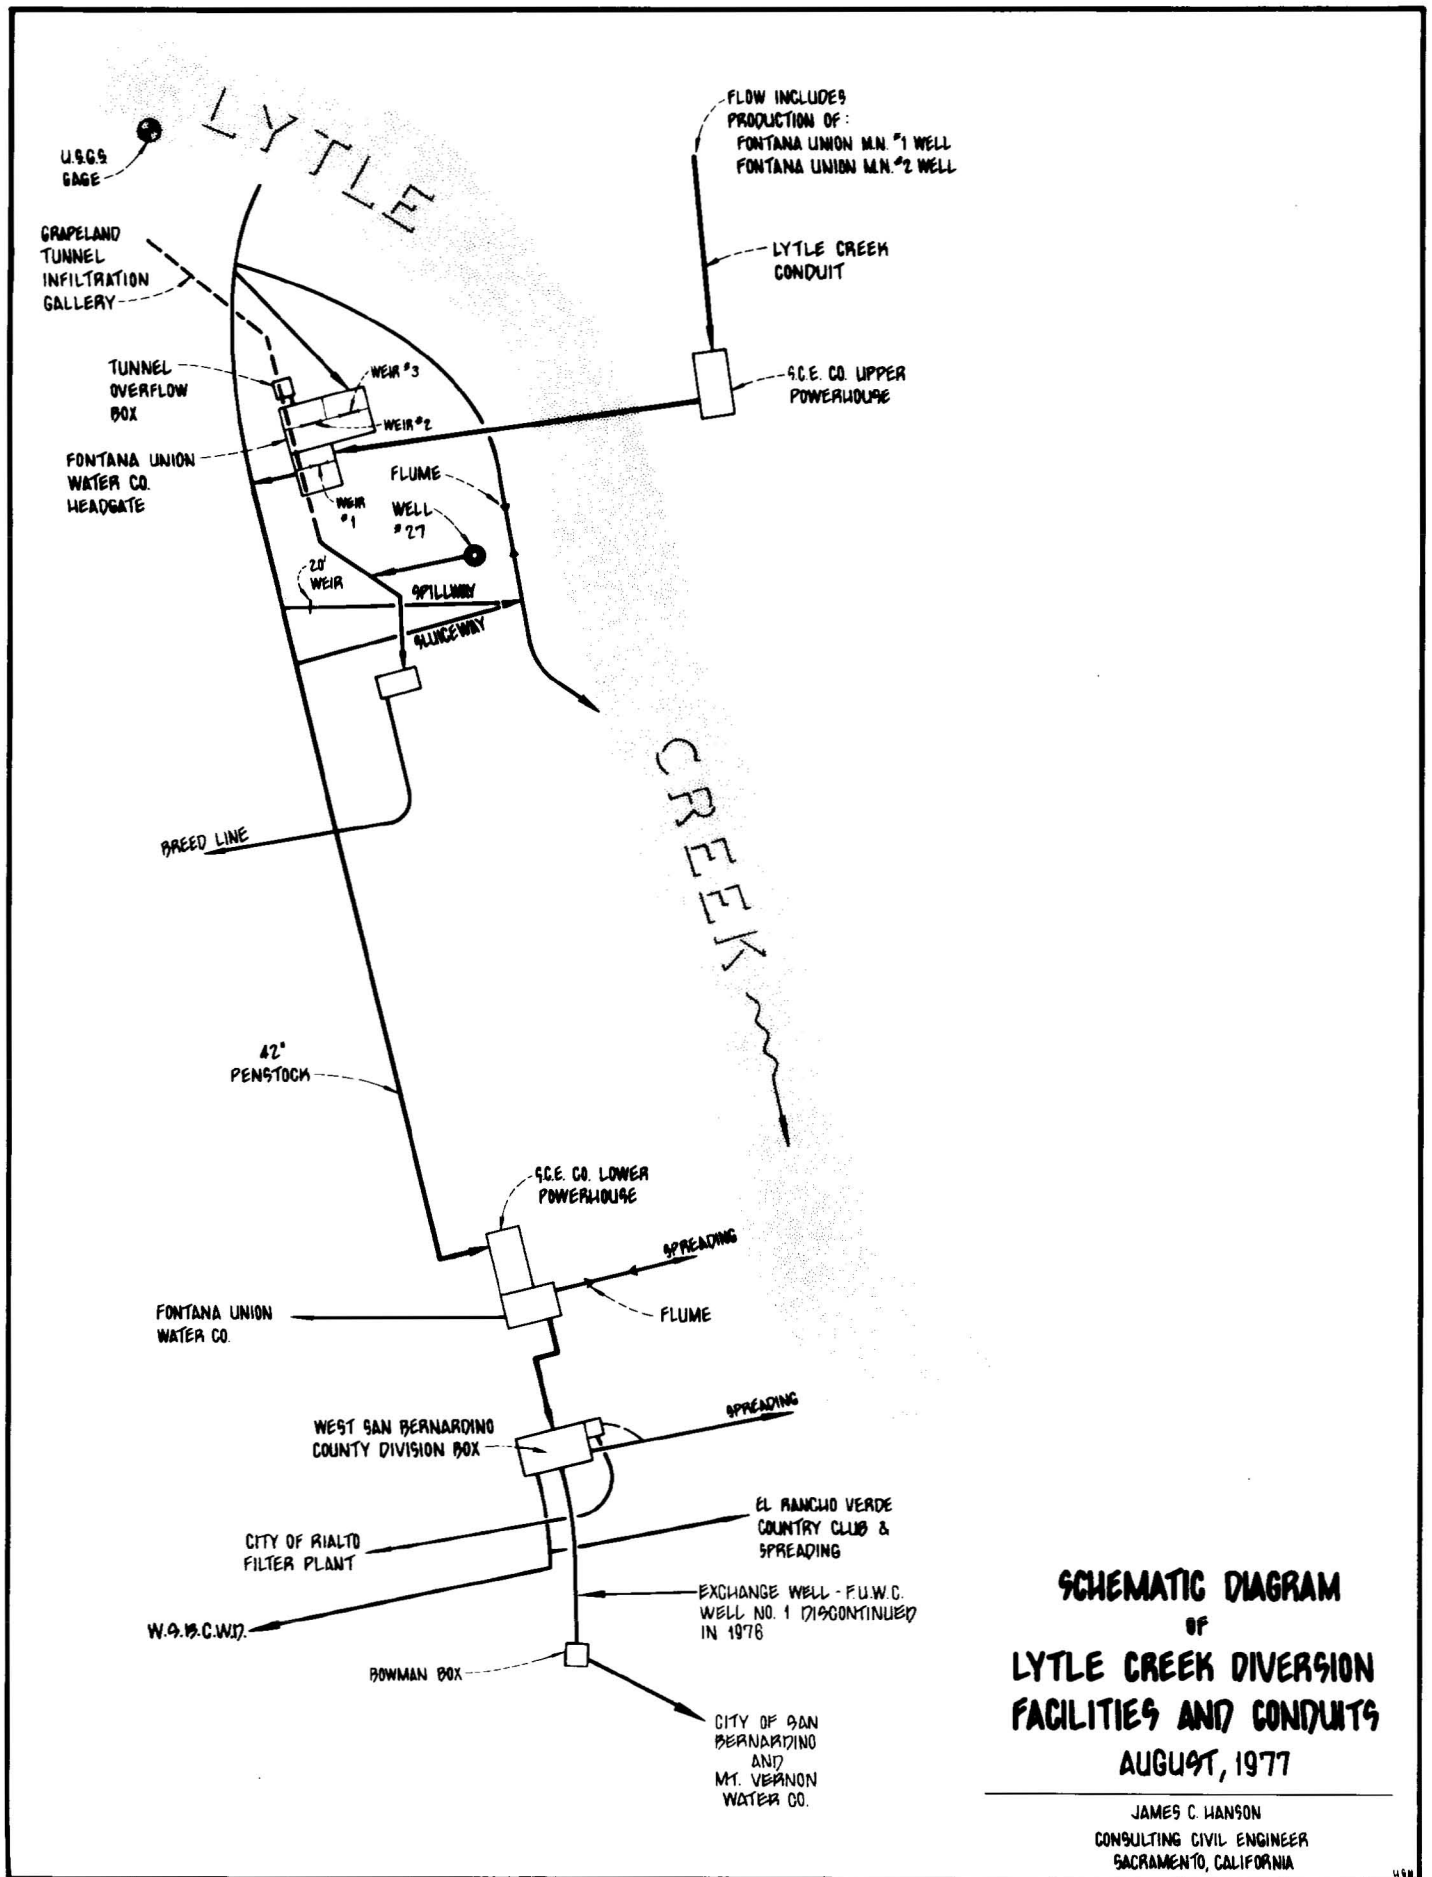 LYTLE
U.S.G.S
GAGE
FLOW INCLUDES
PRODUCTION OF :
FONTANA UNION M.N. #1 WELL
FONTANA UNION M.N. #2 WELL
GRAPELAND
TUNNEL
INFILTRATION
GALLERY
LYTLE CREEK
CONDUIT
TUNNEL
OVERFLOW
BOX
WEIR #3
S.C.E. CO. UPPER
POWERHOUSE
WEIR #2
FONTANA UNION
WATER CO.
HEADGATE
FLUME
WEIR
#1
WELL
#27
20'
WEIR
SPILLWAY
SLUICEWAY
CREEK
BREED LINE
42"
PENSTOCK
S.C.E. CO. LOWER
POWERHOUSE
SPREADING
FONTANA UNION
WATER CO.
FLUME
SPREADING
WEST SAN BERNARDINO
COUNTY DIVISION BOX
EL RANCHO VERDE
COUNTRY CLUB &
SPREADING
CITY OF RIALTO
FILTER PLANT
EXCHANGE WELL - F.U.W.C.
WELL NO. 1 DISCONTINUED
IN 1976
W.S.B.C.W.D.
BOWMAN BOX
CITY OF SAN
BERNARDINO
AND
MT. VERNON
WATER CO.
SCHEMATIC DIAGRAM
OF
LYTLE CREEK DIVERSION
FACILITIES AND CONDUITS
AUGUST, 1977
JAMES C. HANSON
CONSULTING CIVIL ENGINEER
SACRAMENTO, CALIFORNIA